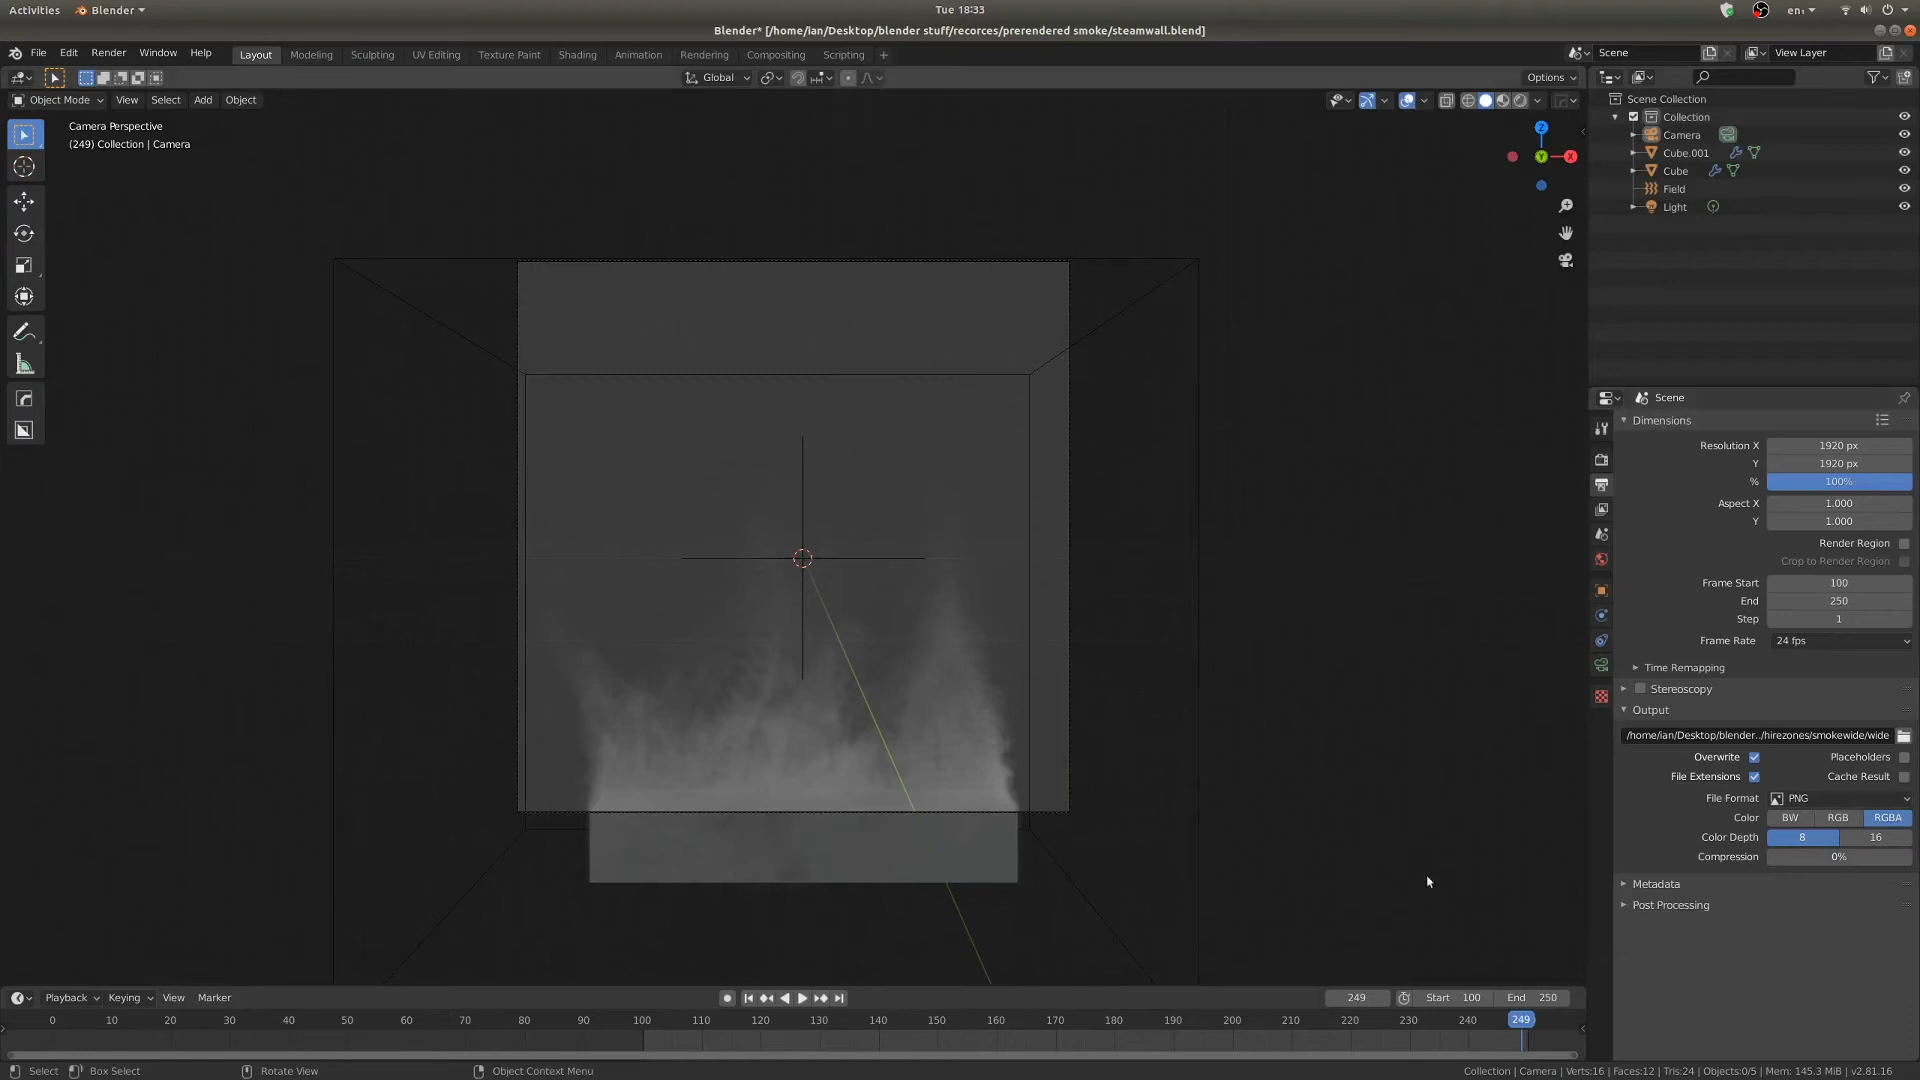 Activities Blender Tue 18:33 en₁
Blender* [/home/ian/Desktop/blender stuff/recorces/prerendered smoke/steamwall.blend]
File Edit Render Window Help Layout Modeling Sculpting UV Editing Texture Paint Shading Animation Rendering Compositing Scripting + Scene View Layer
Global Options
Object Mode View Select Add Object
Scene Collection
Collection
Camera
Cube.001
Cube
Field
Light
Camera Perspective
(249) Collection | Camera
Z
Y
X
Scene
Dimensions
Resolution X 1920 px
Y 1920 px
% 100%
Aspect X 1.000
Y 1.000
Render Region
Crop to Render Region
Frame Start 100
End 250
Step 1
Frame Rate 24 fps
Time Remapping
Stereoscopy
Output
/home/ian/Desktop/blender../hirezones/smokewide/wide
Overwrite Placeholders
File Extensions Cache Result
File Format PNG
Color BW RGB RGBA
Color Depth 8 16
Compression 0%
Metadata
Post Processing
Playback Keying View Marker 249 Start 100 End 250
0 10 20 30 40 50 60 70 80 90 100 110 120 130 140 150 160 170 180 190 200 210 220 230 240 249
Select Box Select Rotate View Object Context Menu Collection | Camera | Verts:16 | Faces:12 | Tris:24 | Objects:0/5 | Mem: 145.3 MiB | v2.81.16